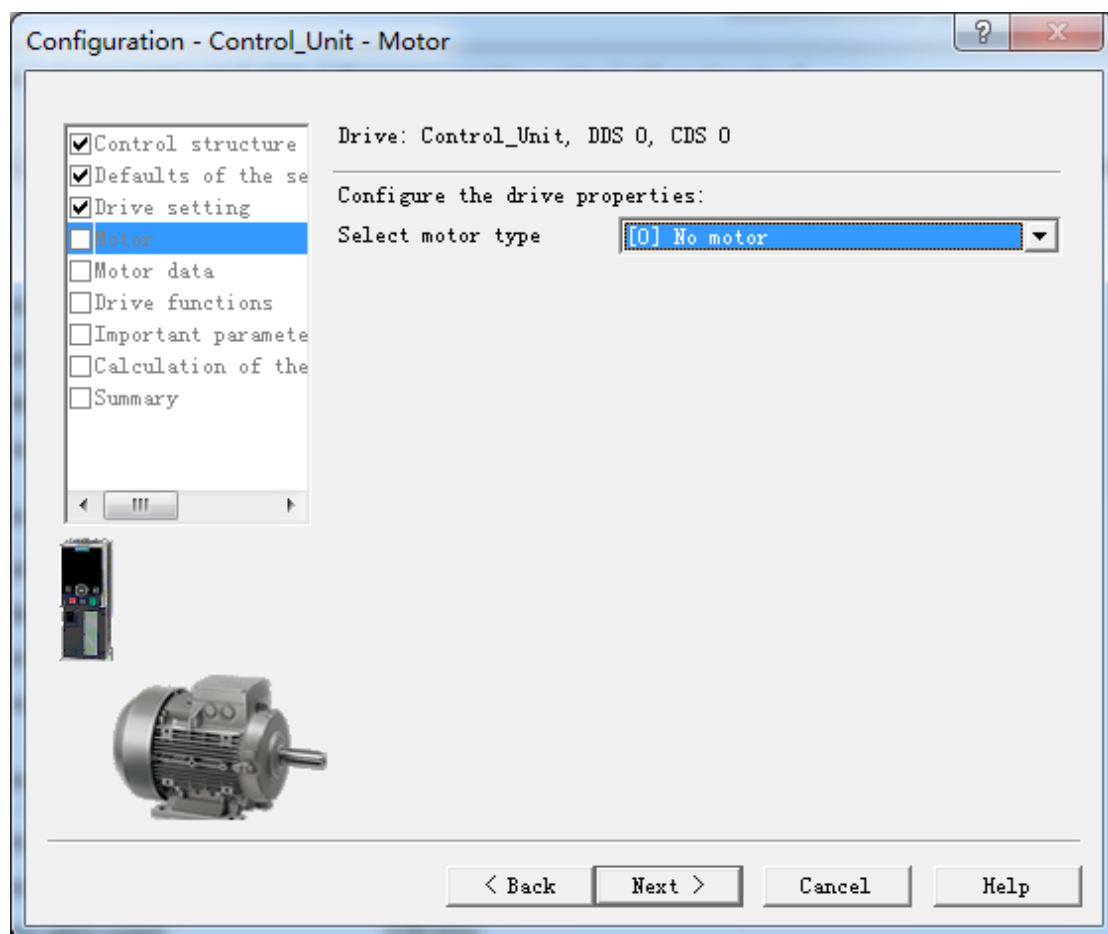 Configuration - Control_Unit - Motor
Control structure
Defaults of the se
Drive setting
Motor
Motor data
Drive functions
Important paramete
Calculation of the
Summary
Drive: Control_Unit, DDS 0, CDS 0
Configure the drive properties:
Select motor type
[0] No motor
< Back
Next >
Cancel
Help